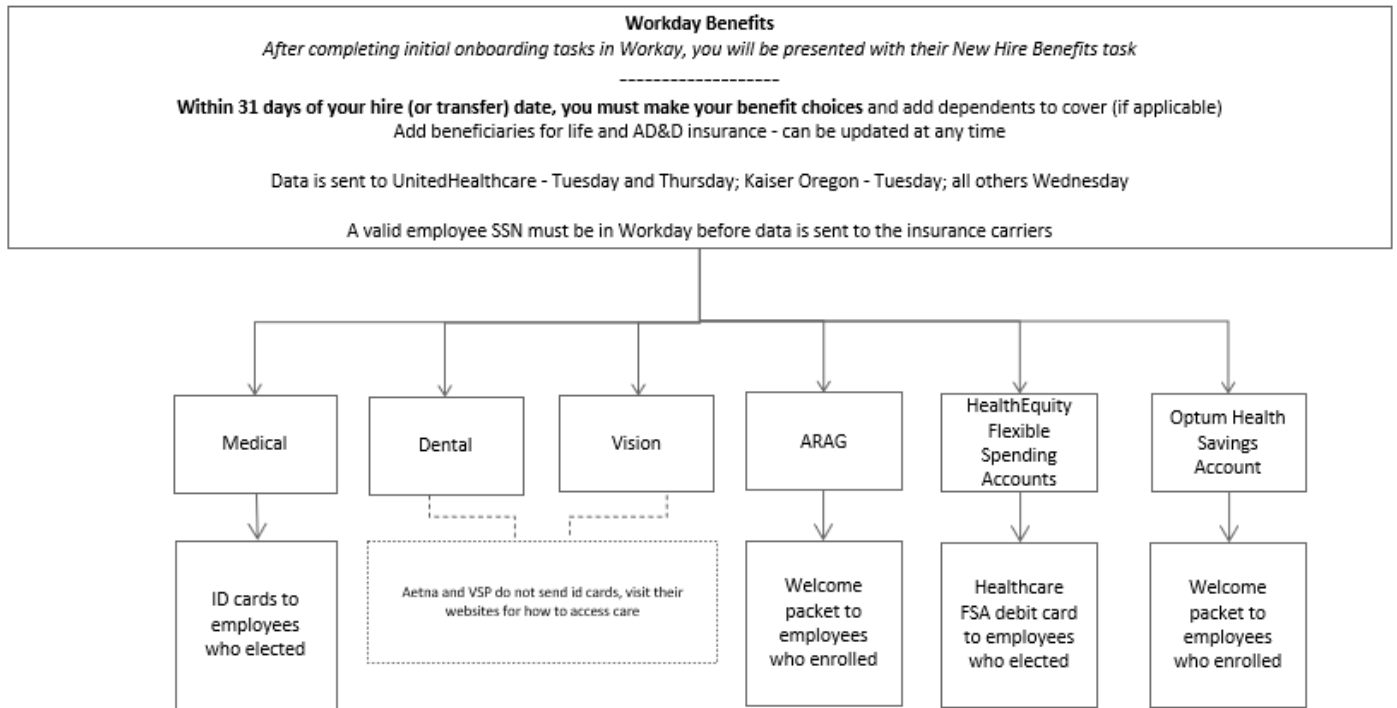 Workday Benefits
After completing initial onboarding tasks in Workay, you will be presented with their New Hire Benefits task
-------------------
Within 31 days of your hire (or transfer) date, you must make your benefit choices and add dependents to cover (if applicable)
Add beneficiaries for life and AD&D insurance - can be updated at any time
Data is sent to UnitedHealthcare - Tuesday and Thursday; Kaiser Oregon - Tuesday; all others Wednesday
A valid employee SSN must be in Workday before data is sent to the insurance carriers
Medical
Dental
Vision
ARAG
HealthEquity
Flexible
Spending
Accounts
Optum Health
Savings
Account
ID cards to
employees
who elected
Aetna and VSP do not send id cards, visit their
websites for how to access care
Welcome
packet to
employees
who enrolled
Healthcare
FSA debit card
to employees
who elected
Welcome
packet to
employees
who enrolled